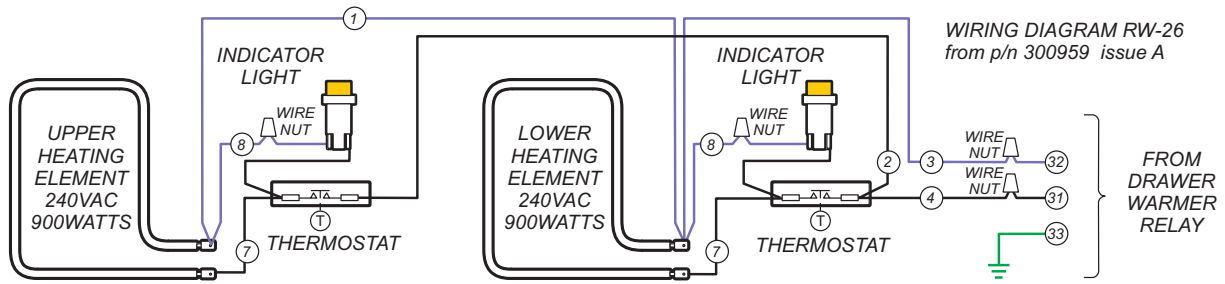 1
WIRING DIAGRAM RW-26
from p/n 300959 issue A
INDICATOR
LIGHT
WIRE
NUT
8
UPPER
HEATING
ELEMENT
240VAC
900WATTS
T
THERMOSTAT
7
INDICATOR
LIGHT
WIRE
NUT
8
LOWER
HEATING
ELEMENT
240VAC
900WATTS
T
THERMOSTAT
7
2
3
WIRE
NUT
32
4
WIRE
NUT
31
33
FROM
DRAWER
WARMER
RELAY